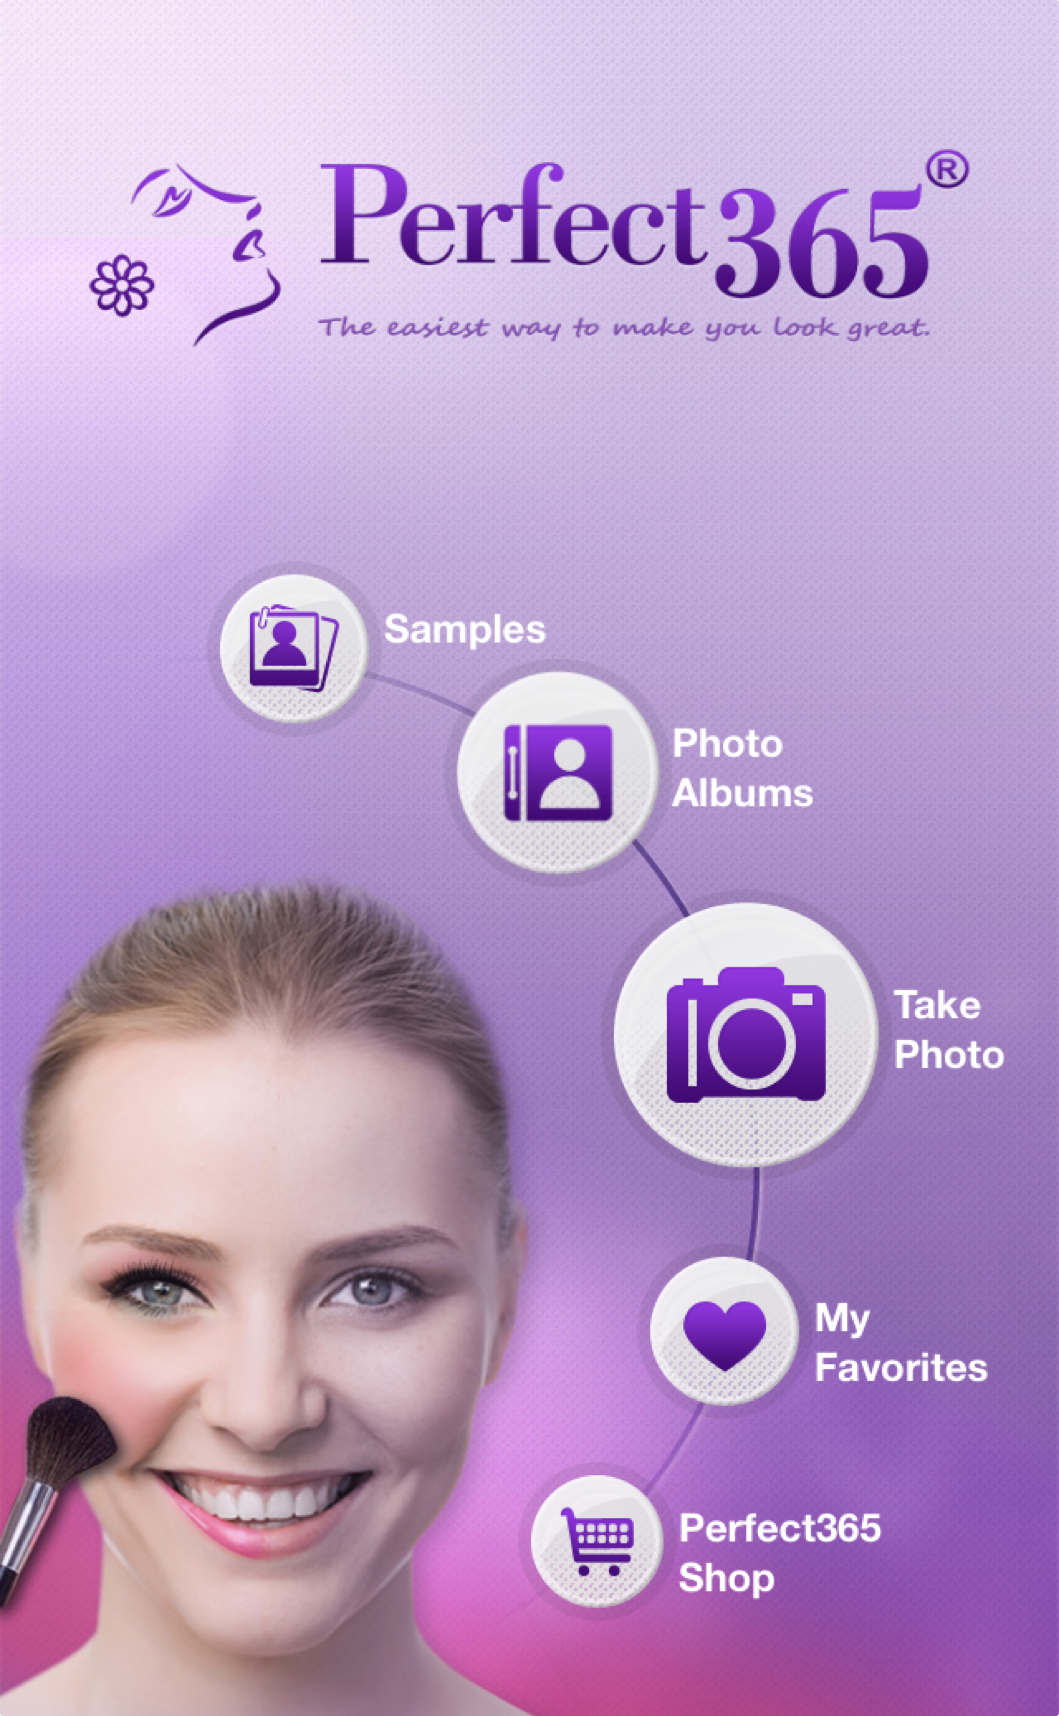 Perfect365®
The easiest way to make you look great.
Samples
Photo
Albums
Take
Photo
My
Favorites
Perfect365
Shop